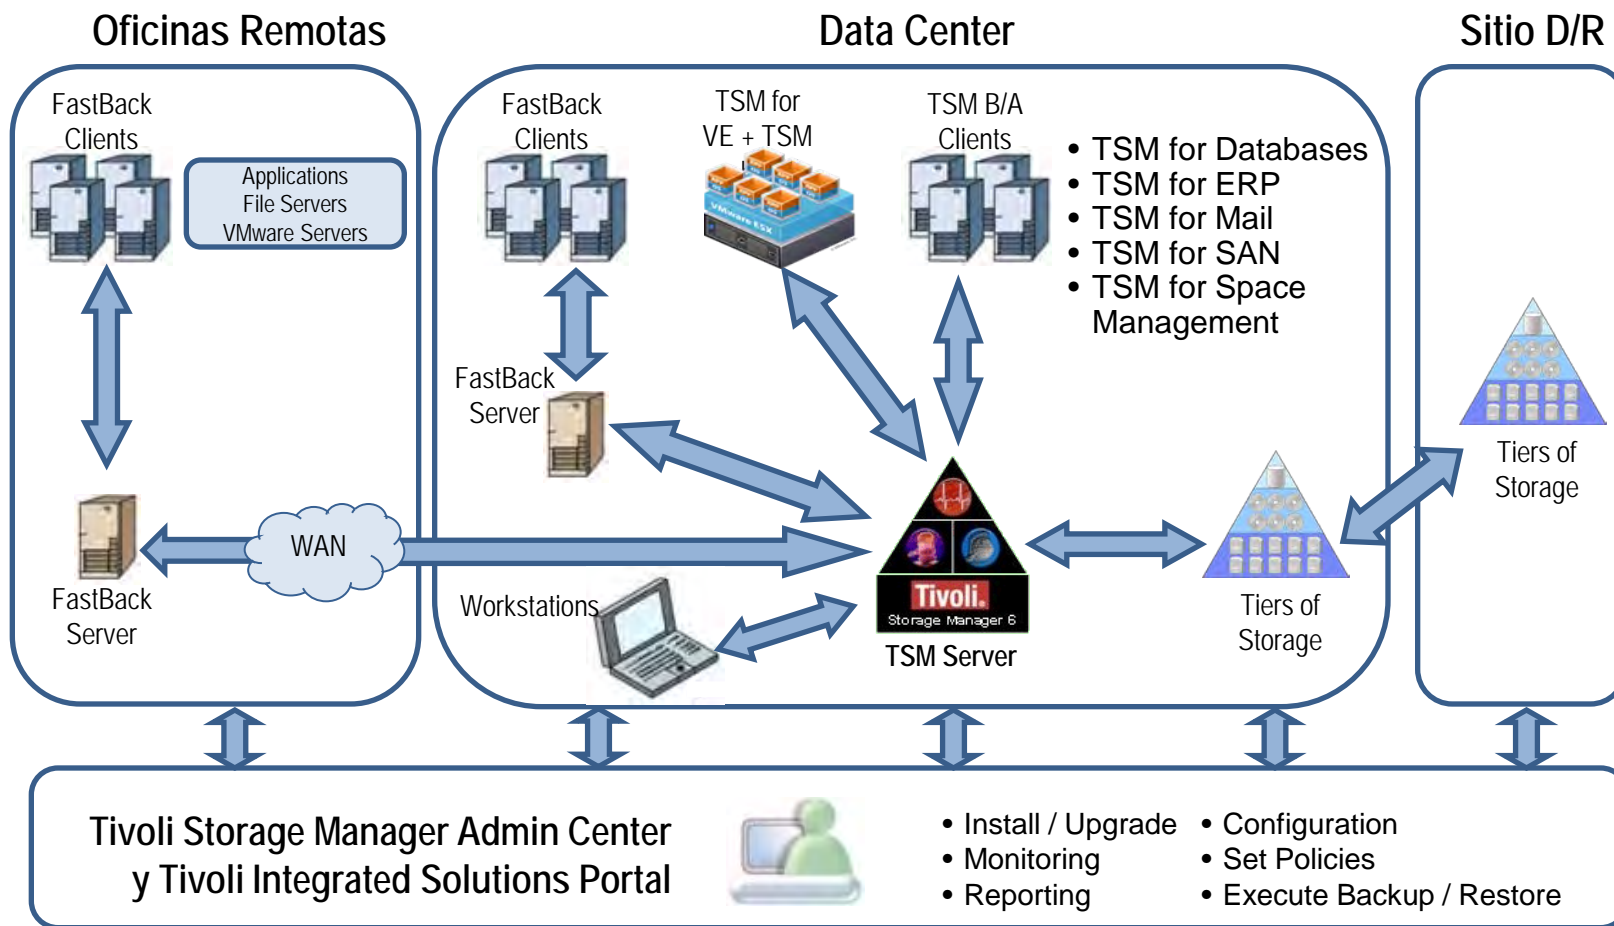 Oficinas Remotas
Data Center
Sitio D/R
FastBack
Clients
Applications
File Servers
VMware Servers
FastBack
Server
WAN
FastBack
Clients
TSM for
VE + TSM
VMware ESX
TSM B/A
Clients
• TSM for Databases
• TSM for ERP
• TSM for Mail
• TSM for SAN
• TSM for Space
Management
FastBack
Server
Workstations
Tivoli.
Storage Manager 6
TSM Server
Tiers of
Storage
Tiers of
Storage
Tivoli Storage Manager Admin Center
y Tivoli Integrated Solutions Portal
• Install / Upgrade
• Monitoring
• Reporting
• Configuration
• Set Policies
• Execute Backup / Restore